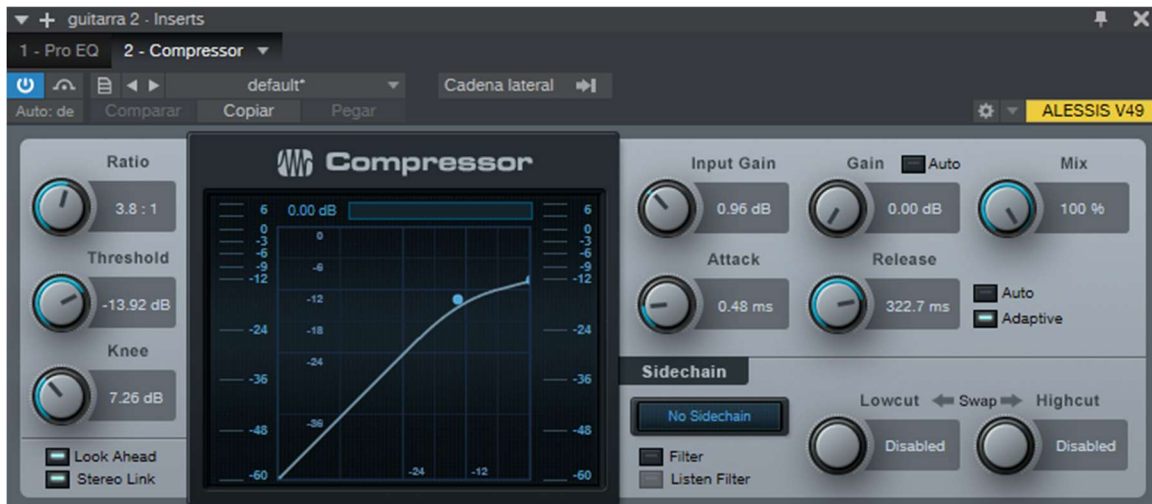 guitarra 2 - Inserts
1 - Pro EQ 2 - Compressor
default* Cadena lateral
Auto: de Comparar Copiar Pegar ALESSIS V49
Ratio
3.8 : 1
Threshold
-13.92 dB
Knee
7.26 dB
Look Ahead
Stereo Link
Compressor
6 0.00 dB 6
0 0 0
-3 -3
-6 -6 -6
-9 -9
-12 -12 -12
-18
-24 -24
-24
-36 -36
-36
-48 -48
-60 -24 -12 -60
Input Gain Gain Auto Mix
0.96 dB 0.00 dB 100 %
Attack Release
0.48 ms 322.7 ms Auto
Adaptive
Sidechain
No Sidechain
Filter
Listen Filter
Lowcut Swap Highcut
Disabled Disabled